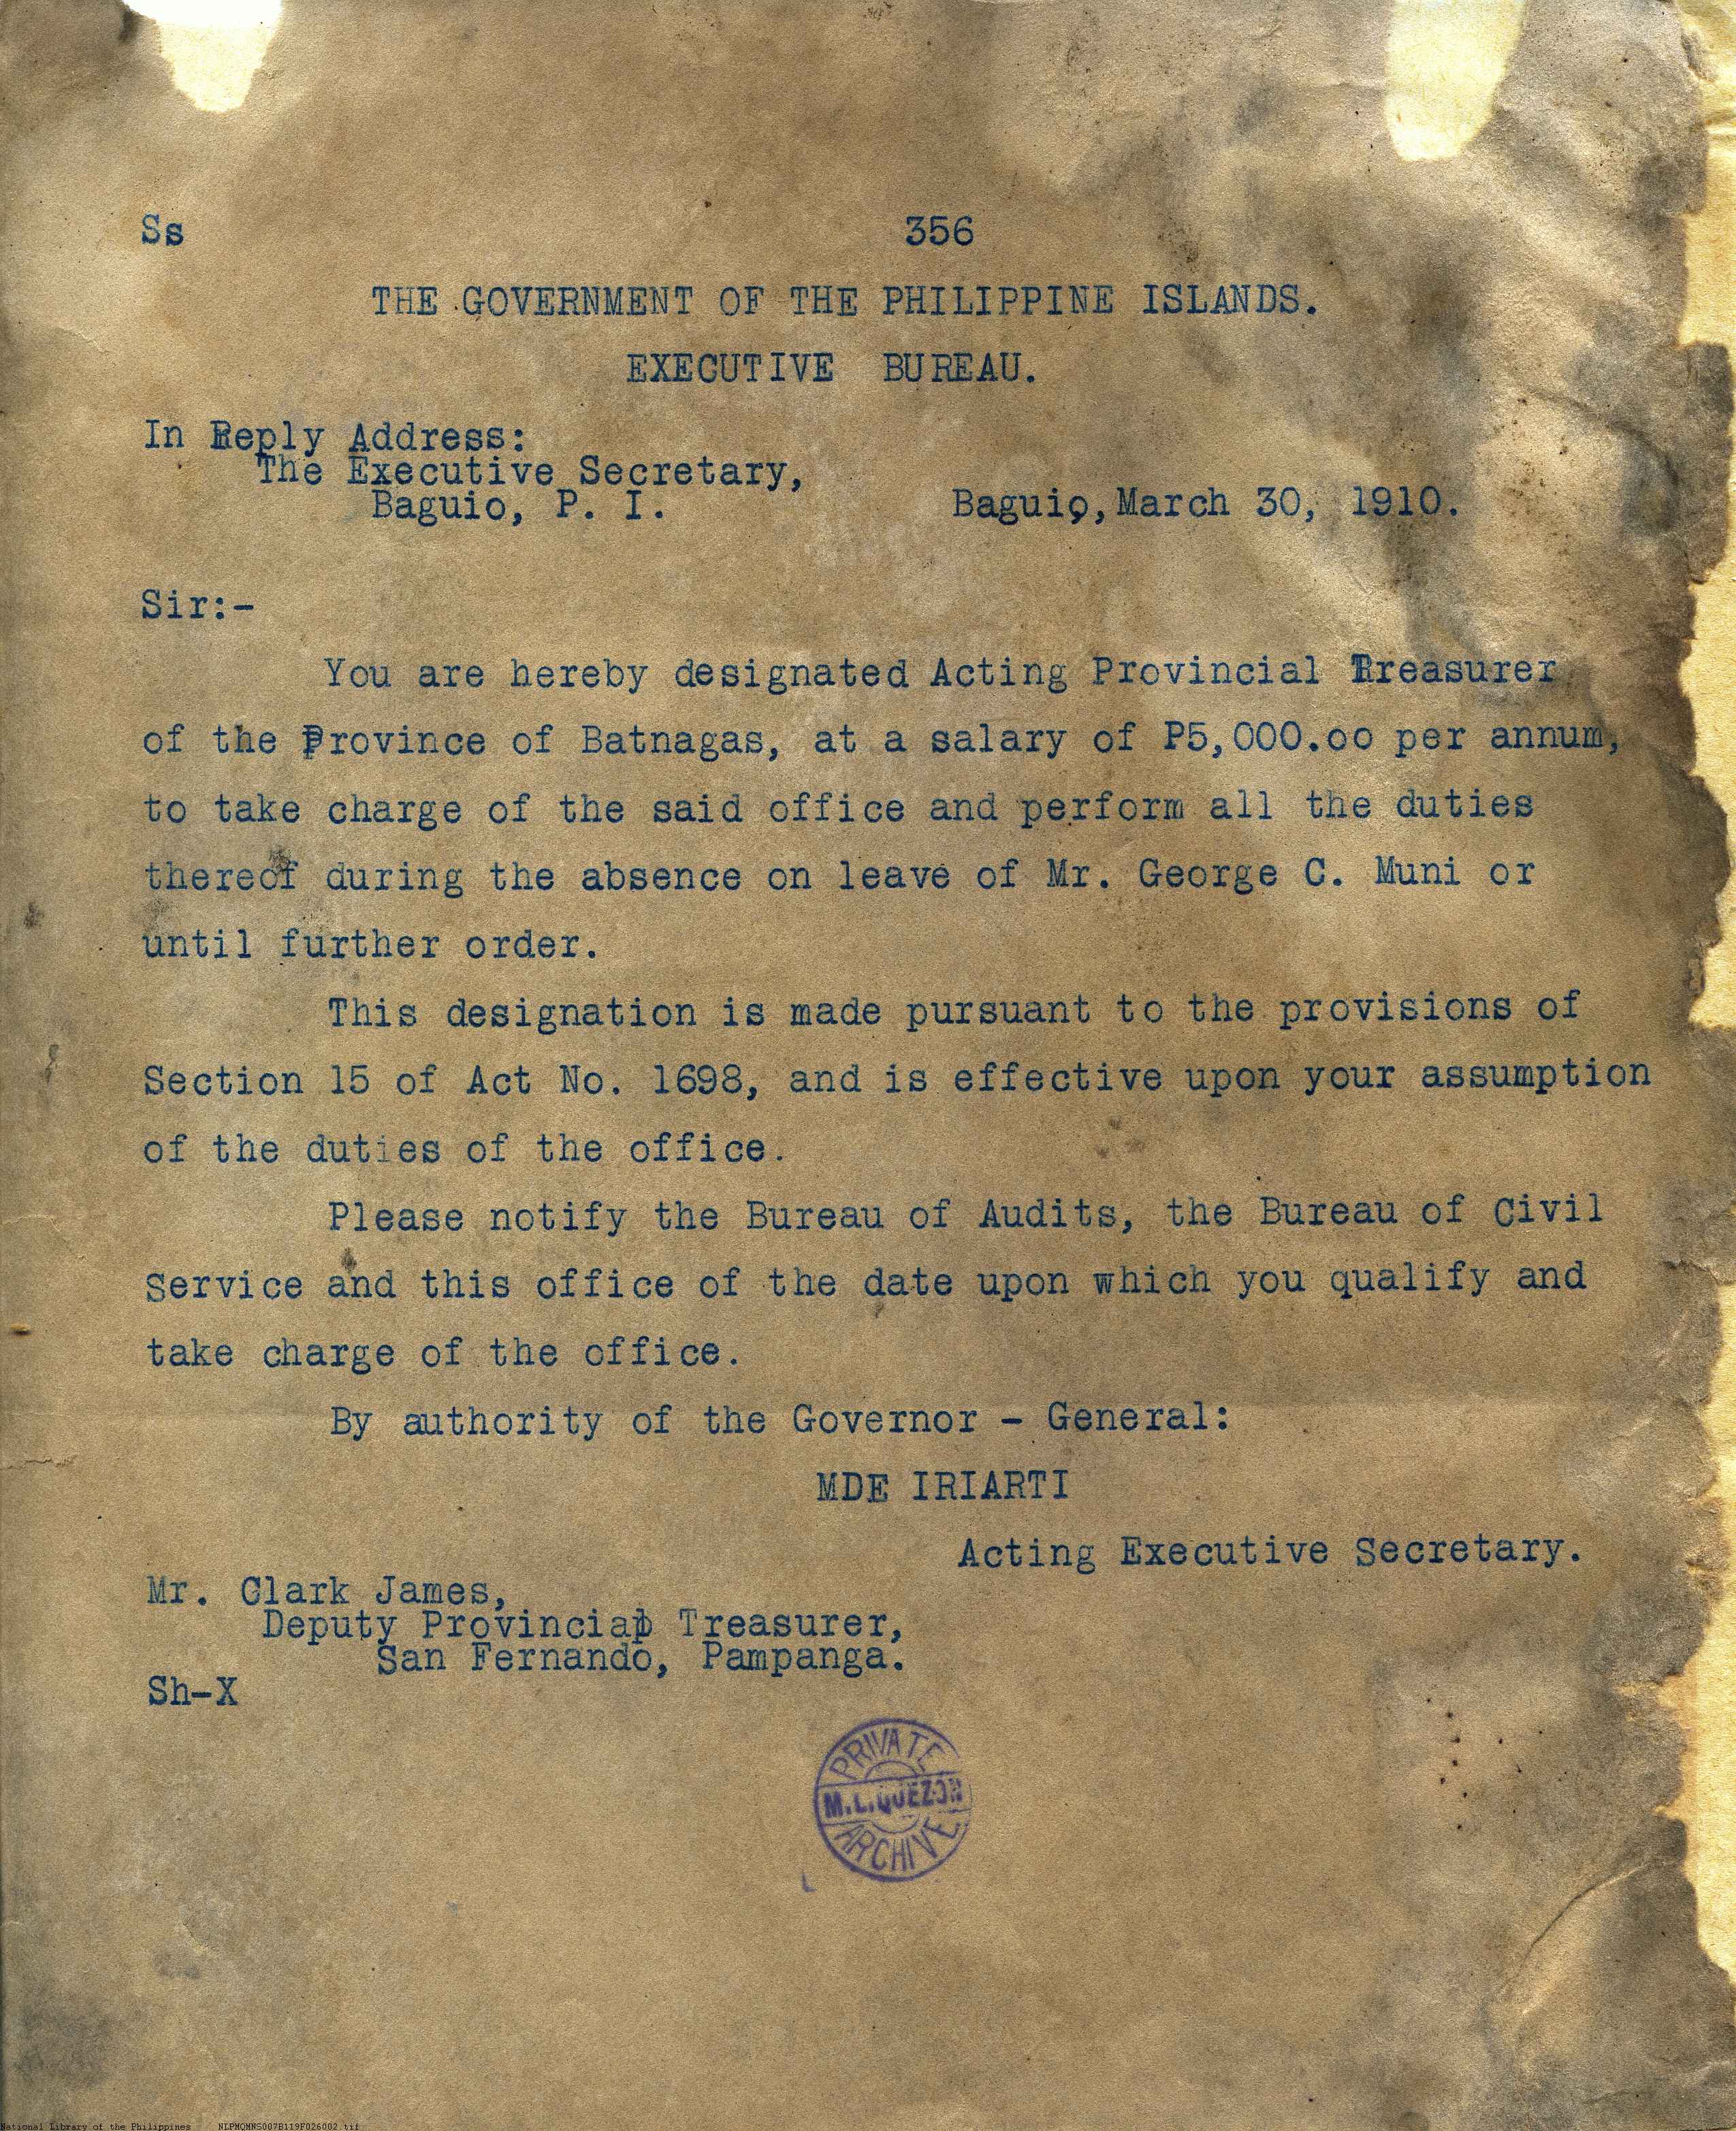 Ss 356
THE GOVERNMENT OF THE PHILIPPINE ISLANDS.
EXECUTIVE BUREAU.
In Reply Address:
The Executive Secretary,
Baguio, P. I.
Baguio, March 30, 1910.
Sir:-
You are hereby designated Acting Provincial Treasurer
of the Province of Batnagas, at a salary of P5,000.oo per annum,
to take charge of the said office and perform all the duties
thereof during the absence on leave of Mr. George C. Muni or
until further order.
This designation is made pursuant to the provisions of
Section 15 of Act No. 1698, and is effective upon your assumption
of the duties of the office.
Please notify the Bureau of Audits, the Bureau of Civil
Service and this office of the date upon which you qualify and
take charge of the office.
By authority of the Governor - General:
MDE IRIARTI
Acting Executive Secretary.
Mr. Clark James,
Deputy Provincial Treasurer,
San Fernando, Pampanga.
Sh-X
PRIVATE
M.L.QUEZON
ARCHIVE
National Library of the Philippines NLPMQMNS007B119F026002.tif